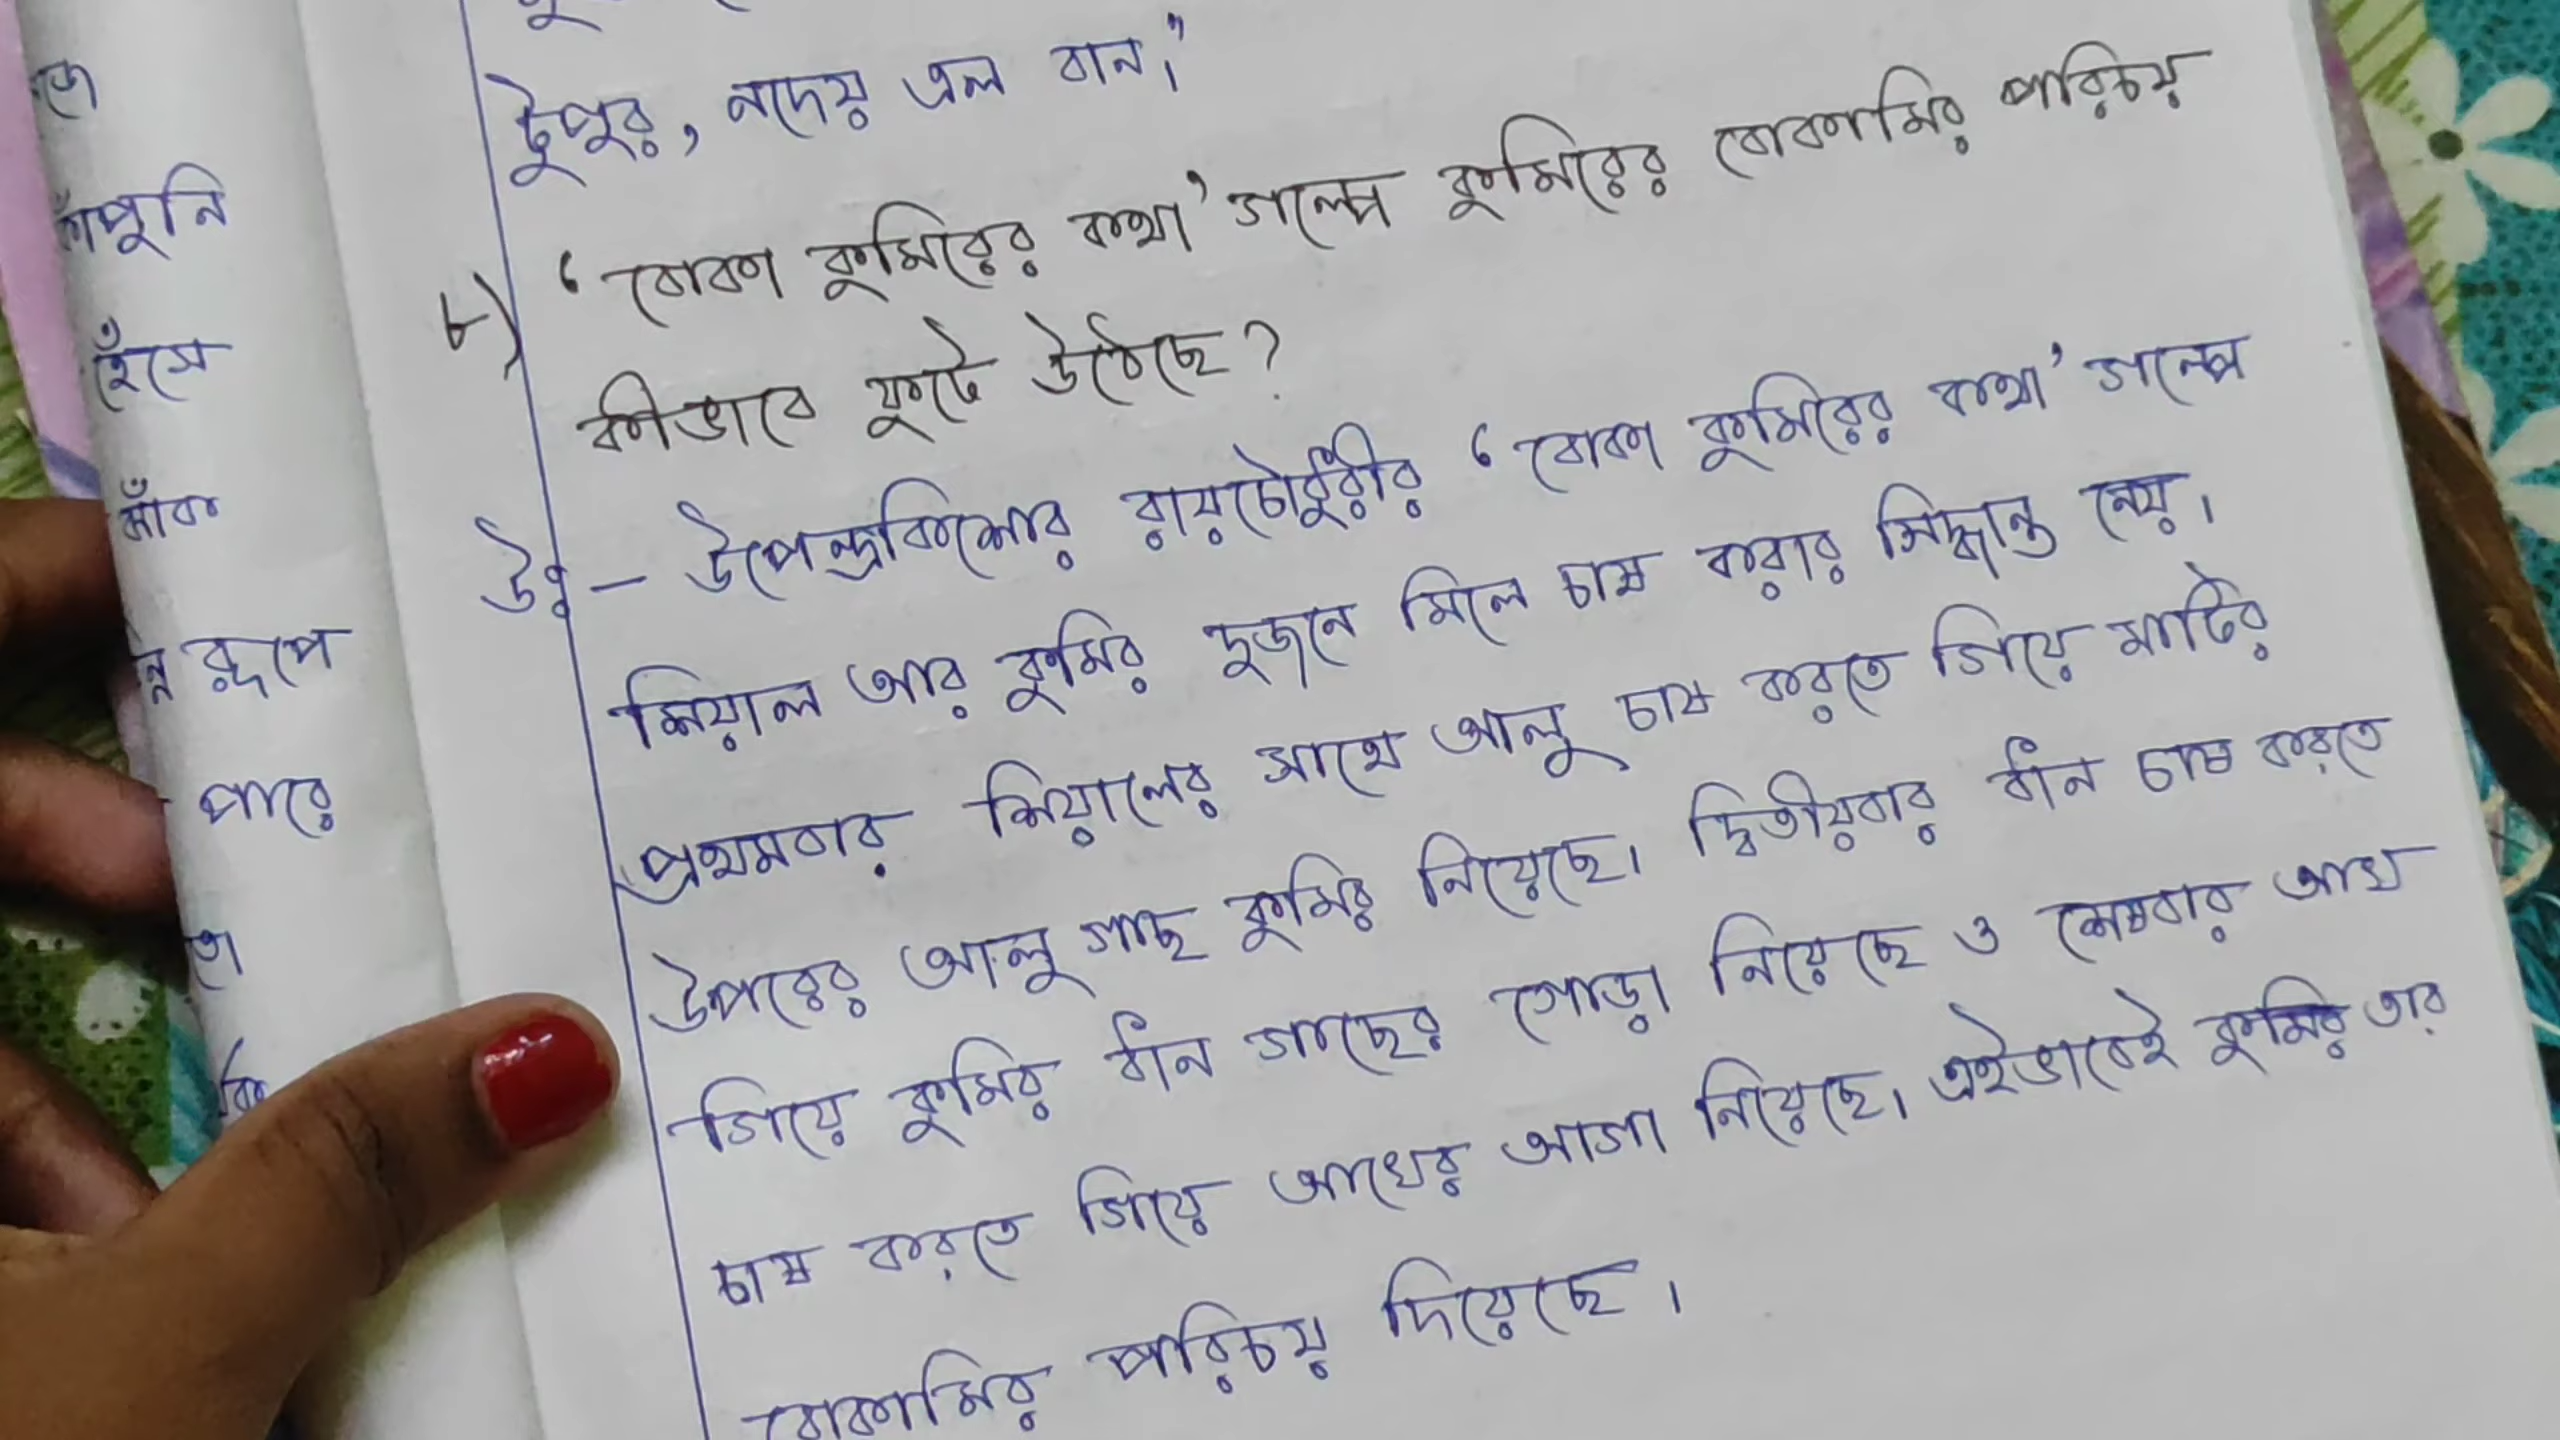 টুপুর, নদেয় এল বান।'
৮) 'বোকা কুমিরের কথা' গল্পে কুমিরের বোকামির পরিচয়
কীভাবে ফুটে উঠেছে?
উঃ– উপেন্দ্রকিশোর রায়চৌধুরীর 'বোকা কুমিরের কথা' গল্পে
শিয়াল আর কুমির দুজনে মিলে চাষ করার সিদ্ধান্ত নেয়।
প্রথমবার শিয়ালের সাথে আলু চাষ করতে গিয়ে মাটির
উপরের আলু গাছ কুমির নিয়েছে। দ্বিতীয়বার ধান চাষ করতে
গিয়ে কুমির ধান গাছের গোড়া নিয়েছে ও শেষবার আখ
চাষ করতে গিয়ে আখের আগা নিয়েছে। এইভাবেই কুমির তার
বোকামির পরিচয় দিয়েছে।
পুনি
রূপে
পারে